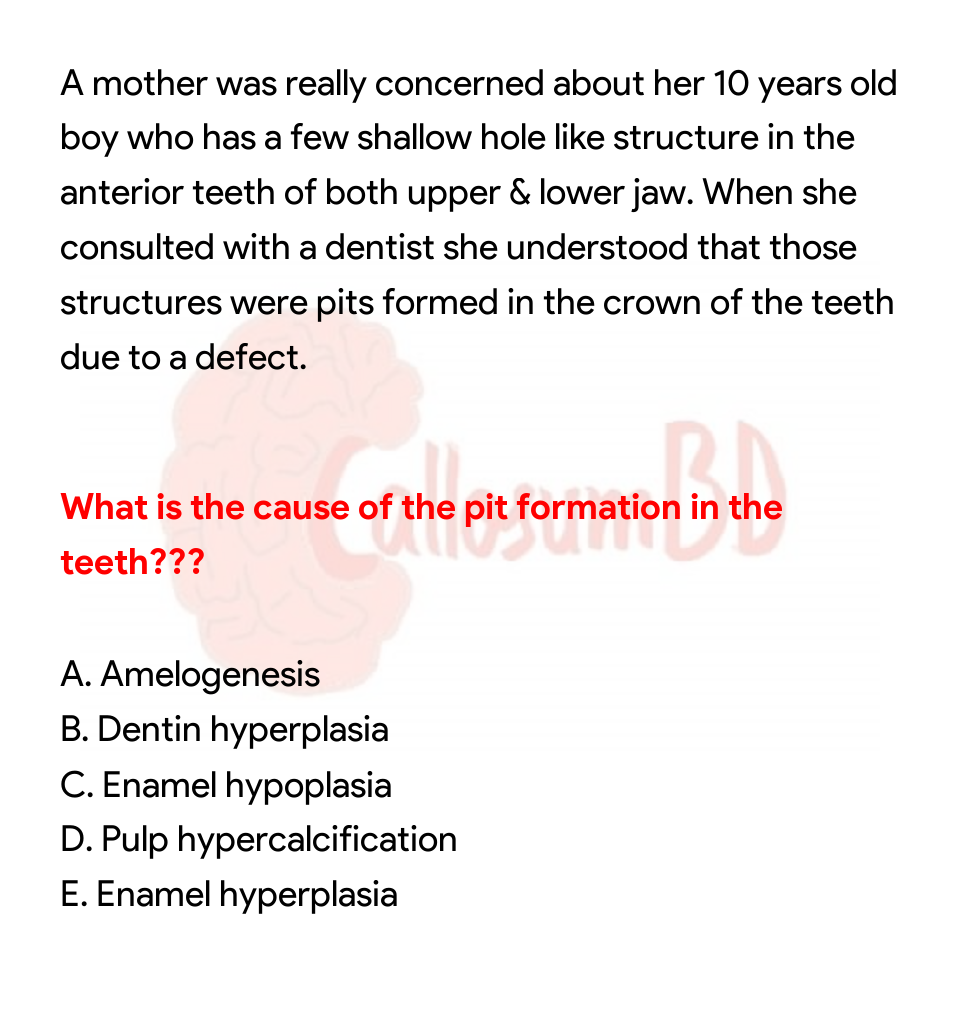 A mother was really concerned about her 10 years old
boy who has a few shallow hole like structure in the
anterior teeth of both upper & lower jaw. When she
consulted with a dentist she understood that those
structures were pits formed in the crown of the teeth
due to a defect.
CallosumBD
What is the cause of the pit formation in the
teeth???
A. Amelogenesis
B. Dentin hyperplasia
C. Enamel hypoplasia
D. Pulp hypercalcification
E. Enamel hyperplasia